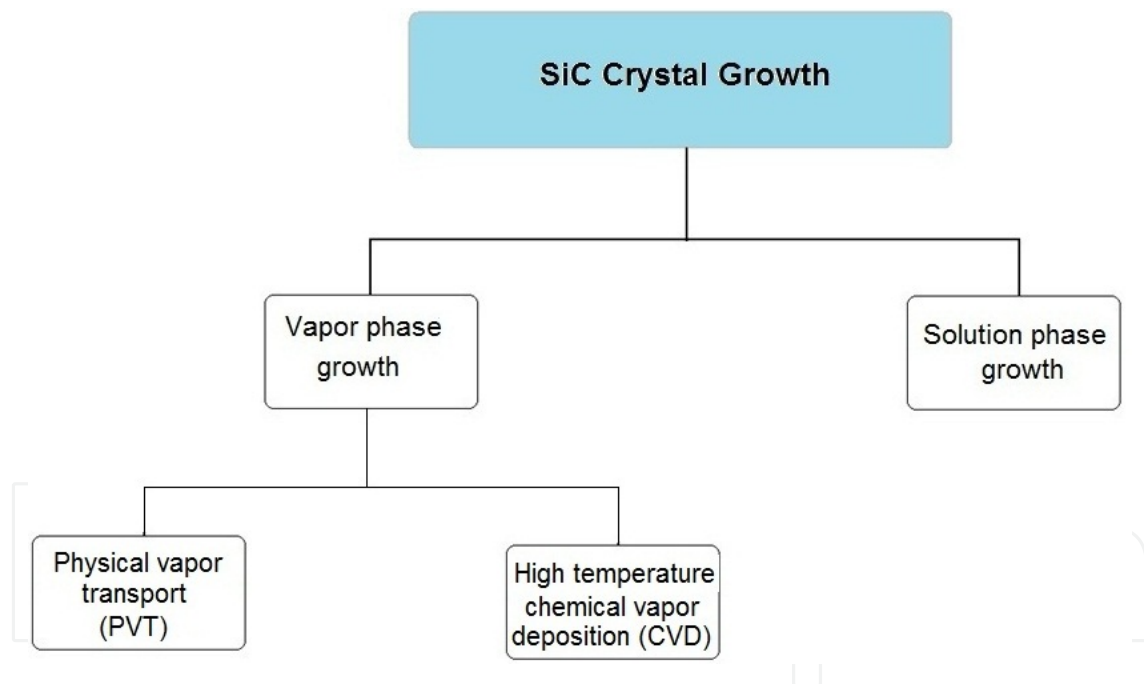 SiC Crystal Growth
Vapor phase
growth
Solution phase
growth
Physical vapor
transport
(PVT)
High temperature
chemical vapor
deposition (CVD)